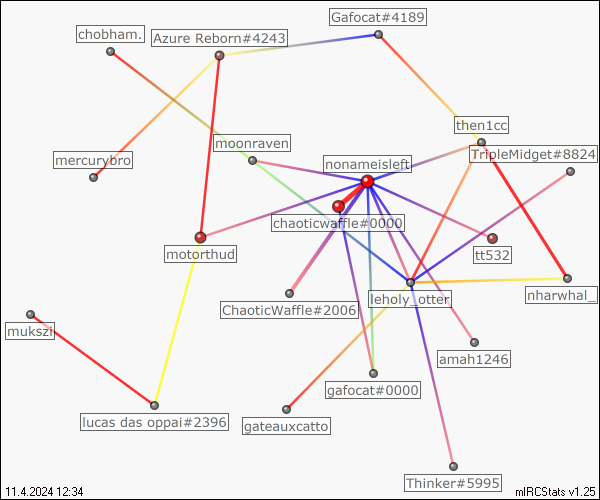 Gafocat#4189
chobham.
Azure Reborn#4243
then1cc
moonraven
TripleMidget#8824
mercurybro
nonameisleft
chaoticwaffle#0000
motorthud
tt532
nharwhal_
leholy_otter
ChaoticWaffle#2006
mukszi
amah1246
gafocat#0000
lucas das oppai#2396
gateauxcatto
Thinker#5995
11.4.2024 12:34
mIRCStats v1.25